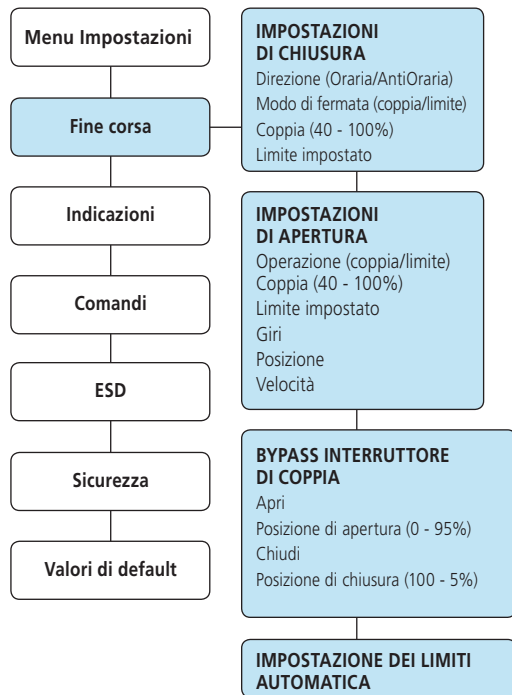 Menu Impostazioni
Fine corsa
Indicazioni
Comandi
ESD
Sicurezza
Valori di default
IMPOSTAZIONI
DI CHIUSURA
Direzione (Oraria/AntiOraria)
Modo di fermata (coppia/limite)
Coppia (40 - 100%)
Limite impostato
IMPOSTAZIONI
DI APERTURA
Operazione (coppia/limite)
Coppia (40 - 100%)
Limite impostato
Giri
Posizione
Velocità
BYPASS INTERRUTTORE
DI COPPIA
Apri
Posizione di apertura (0 - 95%)
Chiudi
Posizione di chiusura (100 - 5%)
IMPOSTAZIONE DEI LIMITI
AUTOMATICA